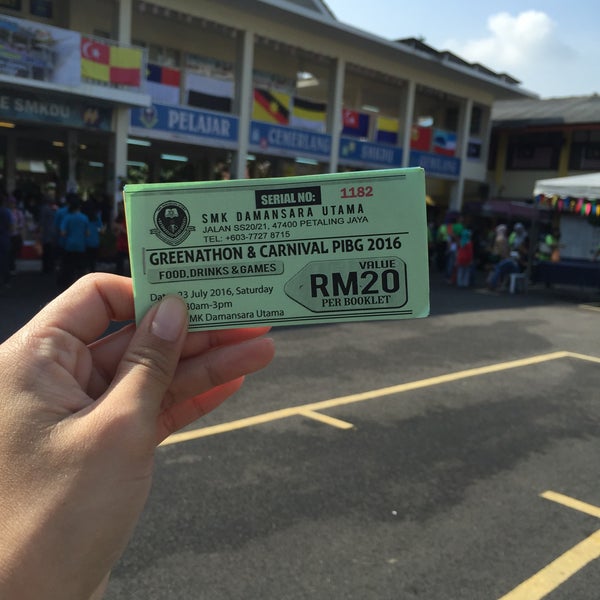 E SMKDU
PELAJAR
CEMERLANG
SMKDU
SERIAL NO: 1182
SMK DAMANSARA UTAMA
JALAN SS20/21, 47400 PETALING JAYA
TEL: +603-7727 8715
GREENATHON & CARNIVAL PIBG 2016
FOOD, DRINKS & GAMES
VALUE
RM20
PER BOOKLET
23 July 2016, Saturday
30am-3pm
SMK Damansara Utama